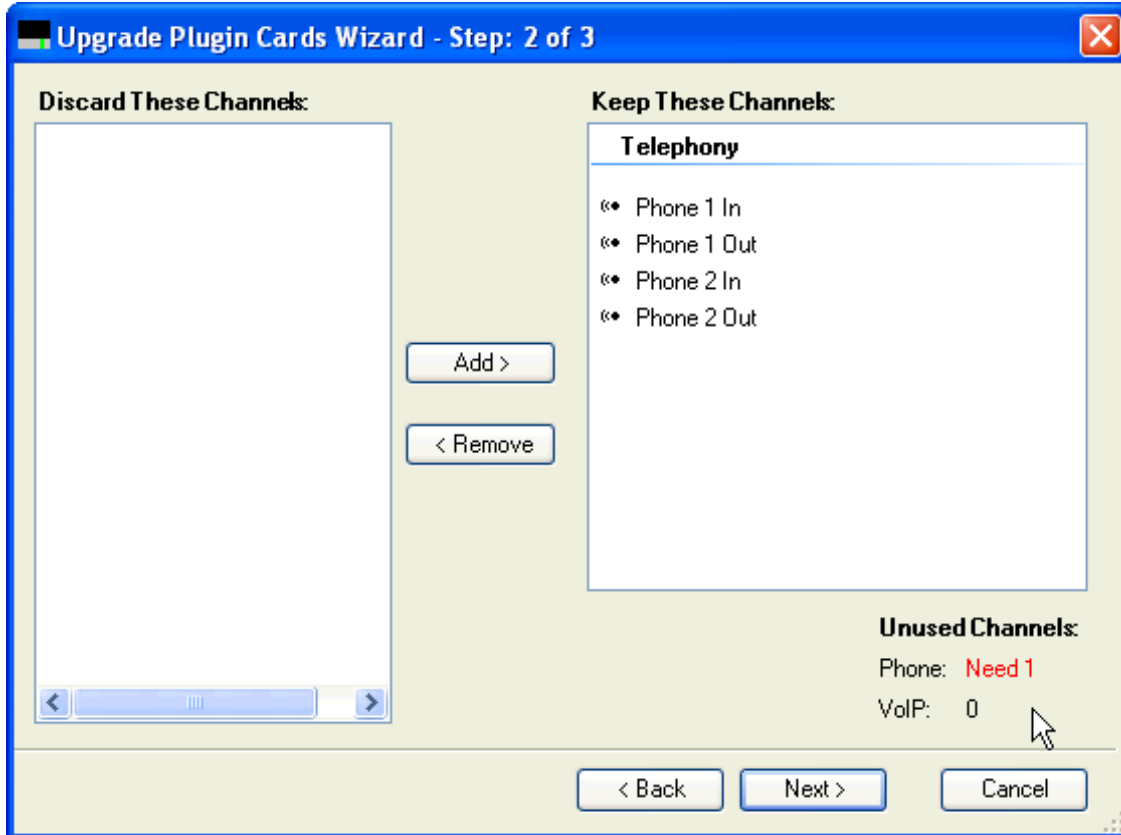 Upgrade Plugin Cards Wizard - Step: 2 of 3
Discard These Channels:
Keep These Channels:
Telephony
Phone 1 In
Phone 1 Out
Phone 2 In
Phone 2 Out
Add >
< Remove
Unused Channels:
Phone: Need 1
VoIP: 0
< Back Next > Cancel